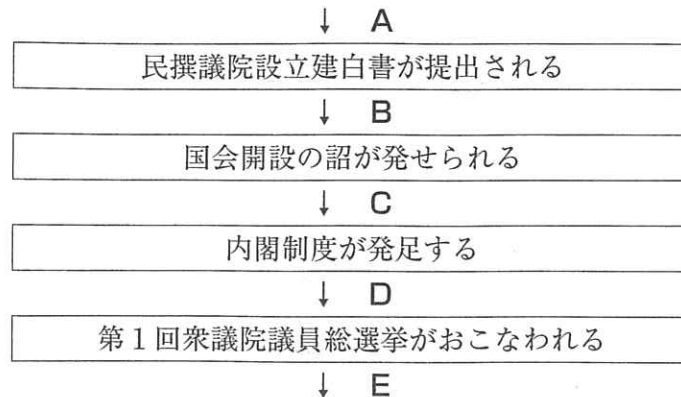 ↓ A
民撰議院設立建白書が提出される
↓ B
国会開設の詔が発せられる
↓ C
内閣制度が発足する
↓ D
第1回衆議院議員総選挙がおこなわれる
↓ E